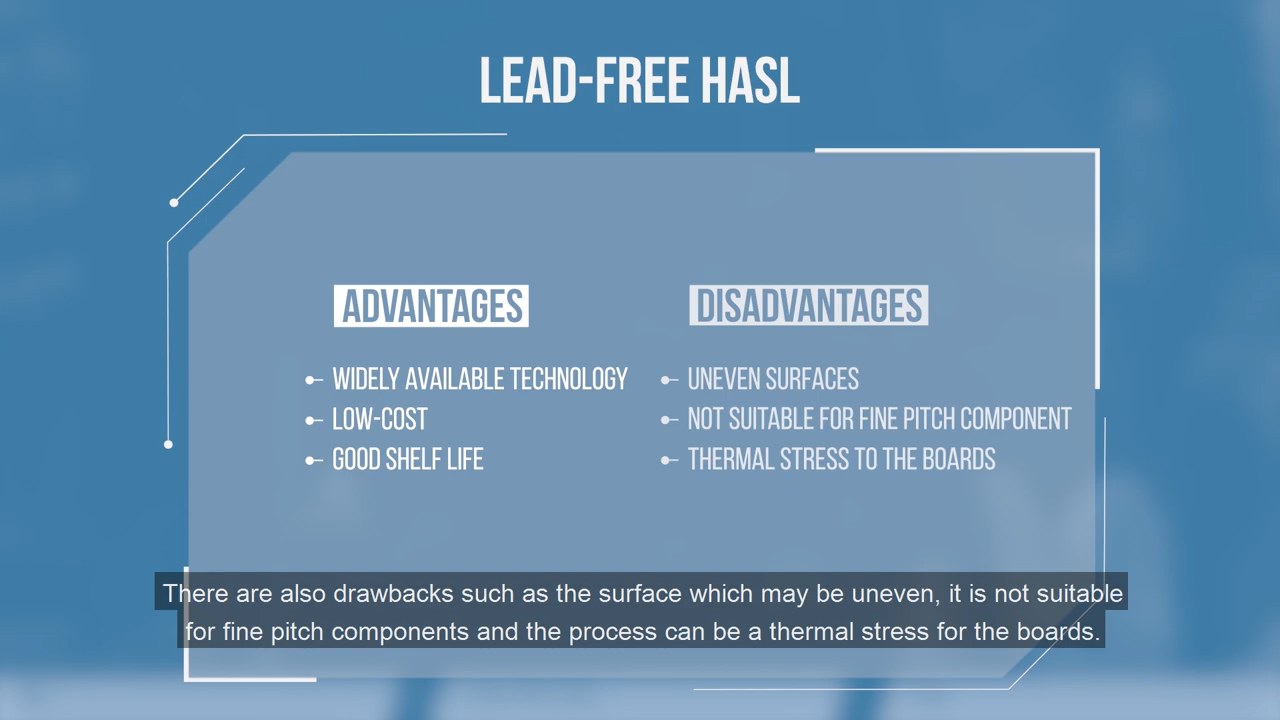 LEAD-FREE HASL
ADVANTAGES
WIDELY AVAILABLE TECHNOLOGY
LOW-COST
GOOD SHELF LIFE
DISADVANTAGES
UNEVEN SURFACES
NOT SUITABLE FOR FINE PITCH COMPONENT
THERMAL STRESS TO THE BOARDS
There are also drawbacks such as the surface which may be uneven, it is not suitable
for fine pitch components and the process can be a thermal stress for the boards.